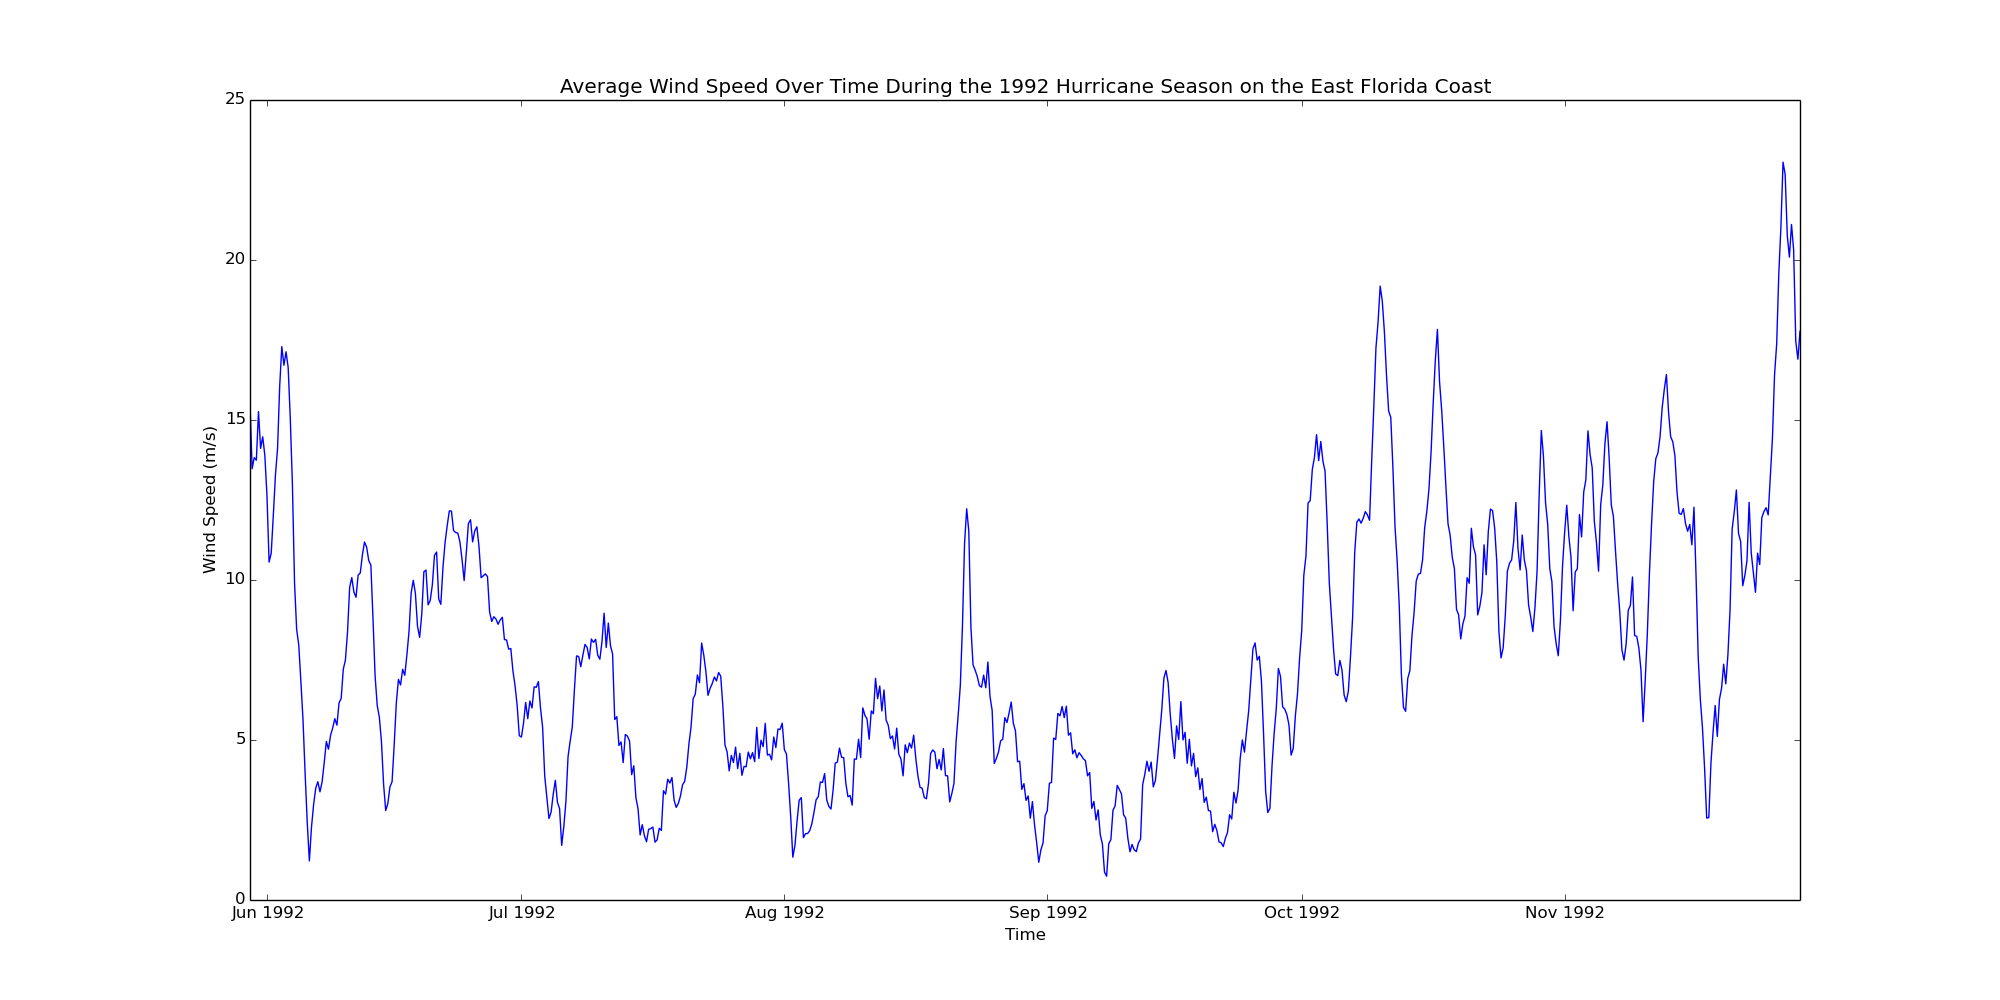 Average Wind Speed Over Time During the 1992 Hurricane Season on the East Florida Coast
25
20
15
10
5
0
Wind Speed (m/s)
Jun 1992
Jul 1992
Aug 1992
Sep 1992
Oct 1992
Nov 1992
Time